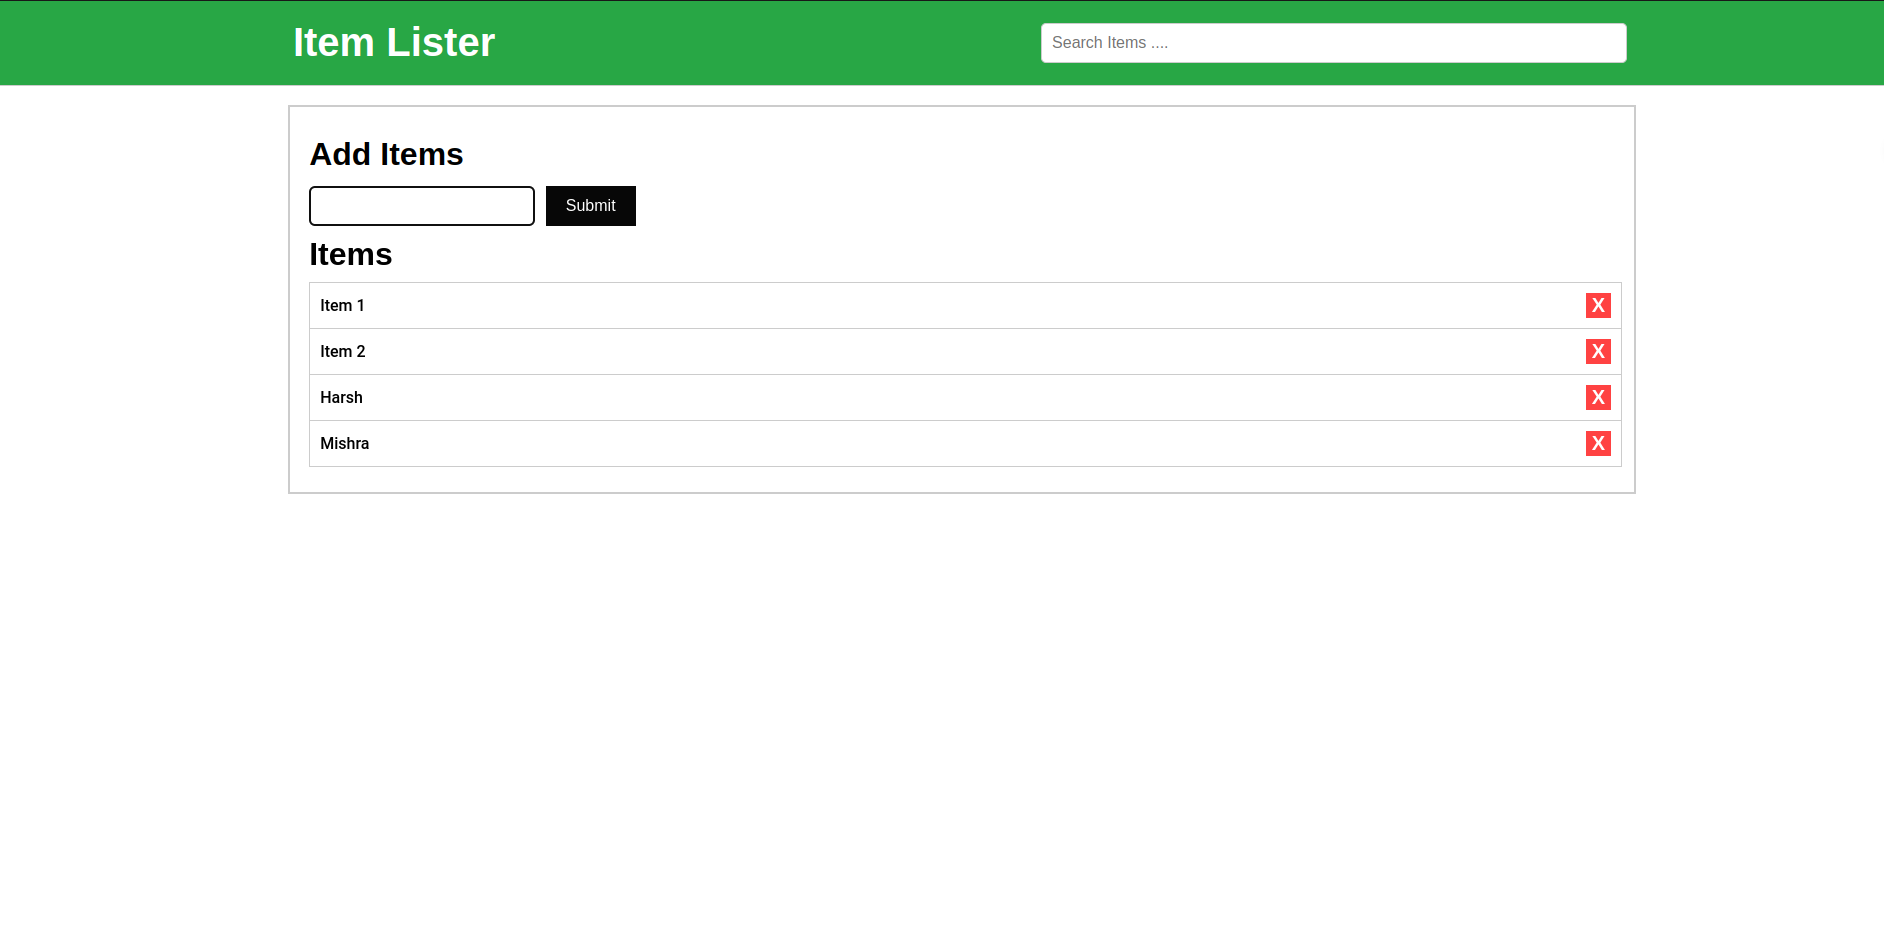 Item Lister
Search Items ....
Add Items
Submit
Items
Item 1 X
Item 2 X
Harsh X
Mishra X